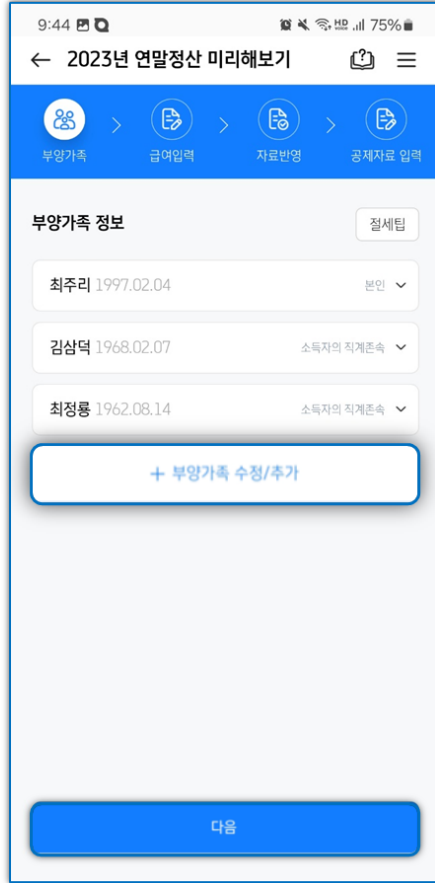 9:44 HD 75%
2023년 연말정산 미리해보기
부양가족 급여입력 자료반영 공제자료 입력
부양가족 정보 절세팁
최주리 1997.02.04 본인
김삼덕 1968.02.07 소득자의 직계존속
최정룡 1962.08.14 소득자의 직계존속
+ 부양가족 수정/추가
다음